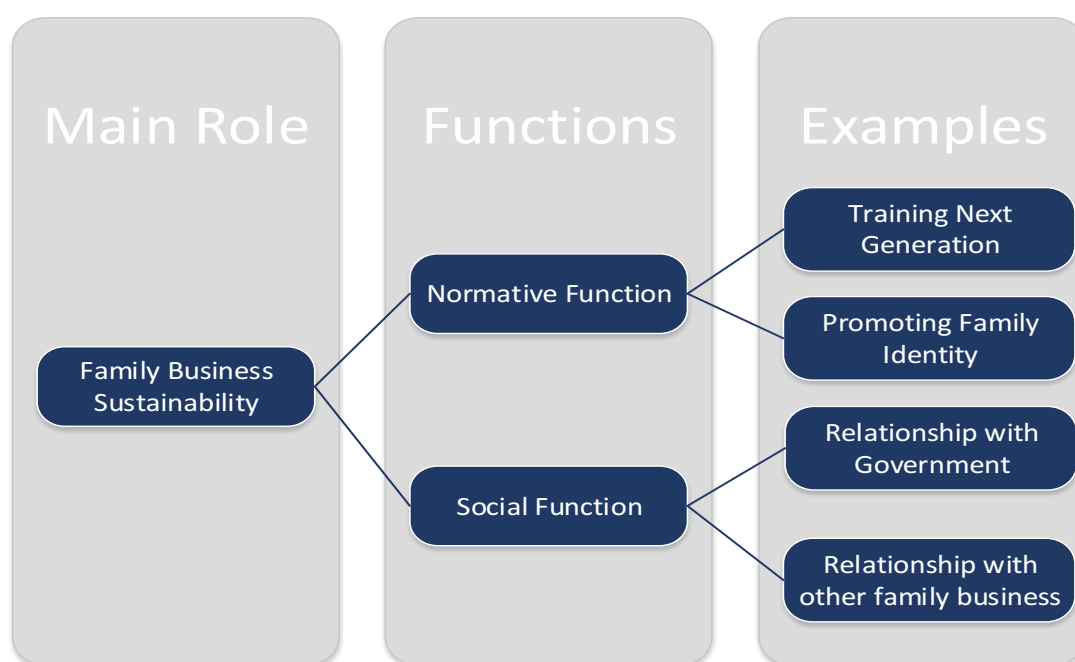 Main Role
Functions
Examples
Family Business
Sustainability
Normative Function
Social Function
Training Next
Generation
Promoting Family
Identity
Relationship with
Government
Relationship with
other family business